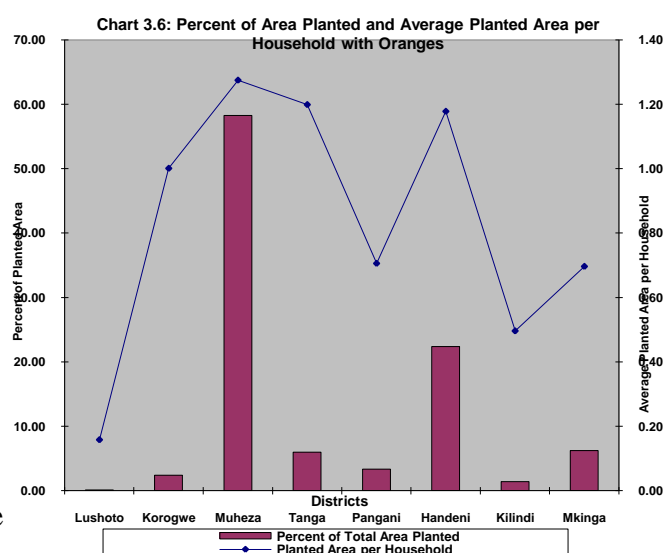 Chart 3.6: Percent of Area Planted and Average Planted Area per
Household with Oranges
70.00
60.00
50.00
40.00
30.00
20.00
10.00
0.00
Percent of Planted Area
1.40
1.20
1.00
0.80
0.60
0.40
0.20
0.00
Average Planted Area per Household
Lushoto Korogwe Muheza Tanga Pangani Handeni Kilindi Mkinga
Districts
Percent of Total Area Planted
Planted Area per Household
e